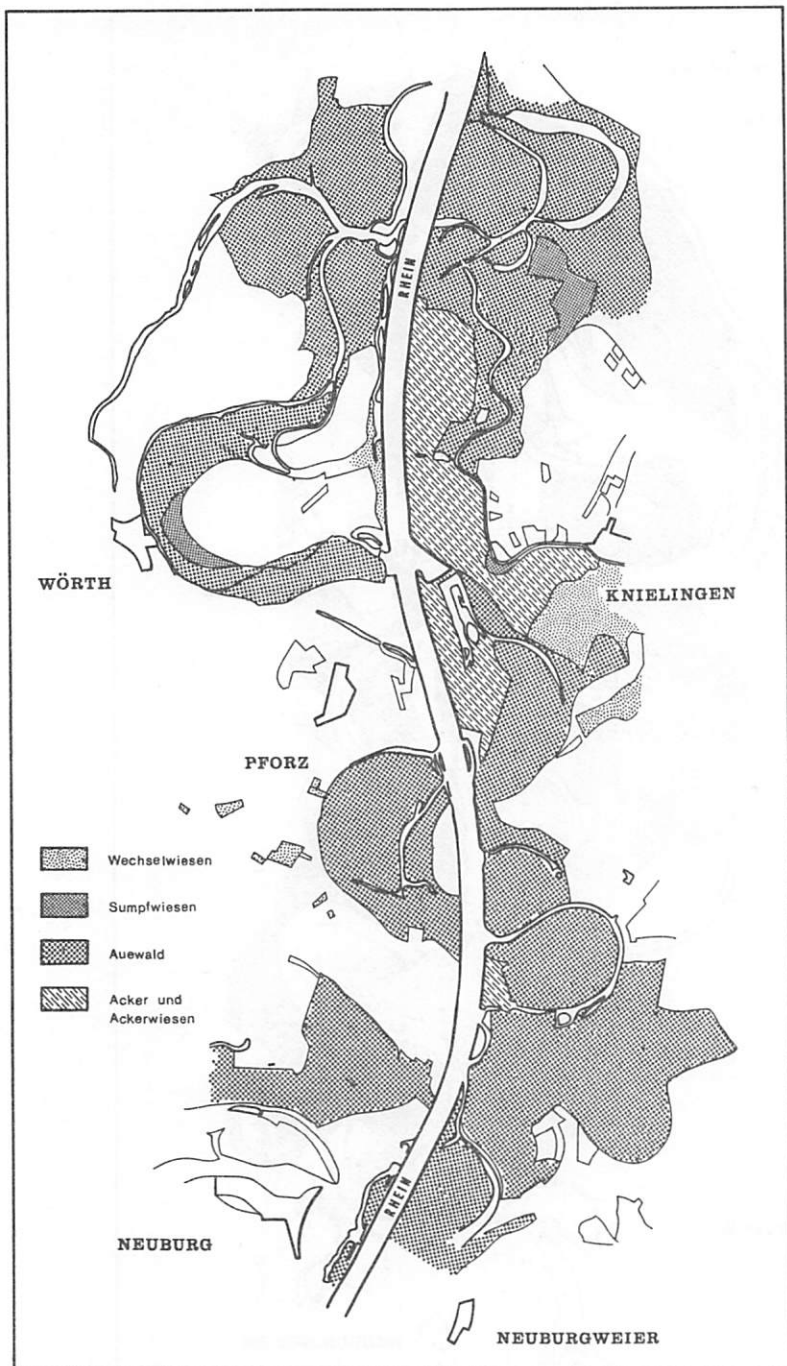 RHEIN
WÖRTH
KNIELINGEN
PFORZ
Wechselwiesen
Sumpfwiesen
Auewald
Acker und
Ackerwiesen
RHEIN
NEUBURG
NEUBURGWEIER